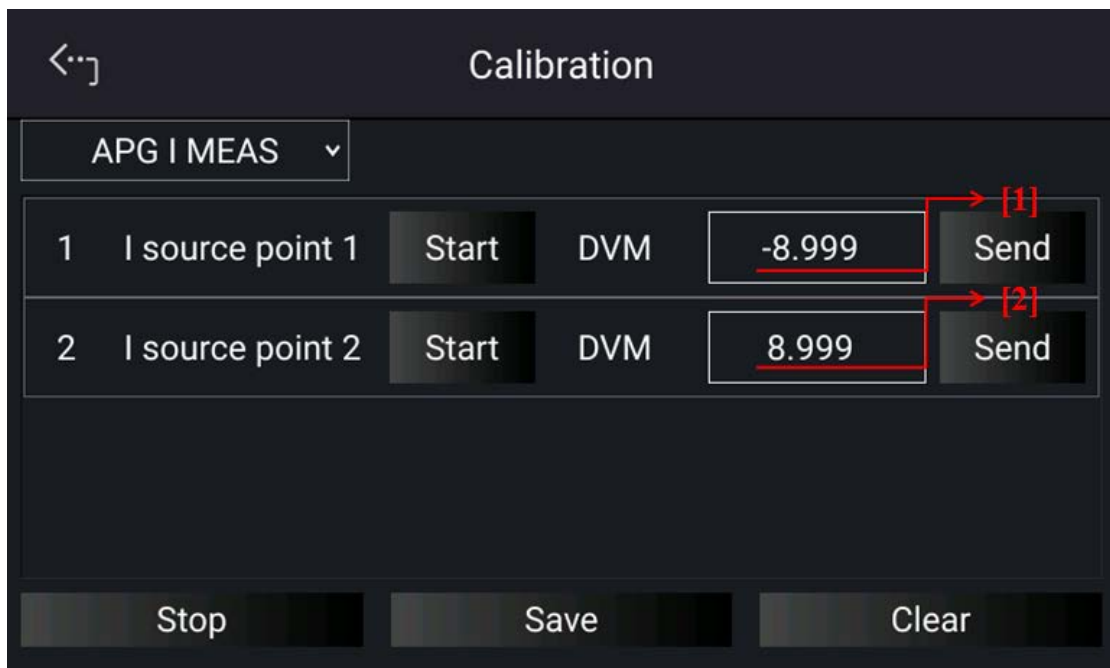 Calibration
APG I MEAS
[1]
1 I source point 1 Start DVM -8.999 Send
[2]
2 I source point 2 Start DVM 8.999 Send
Stop Save Clear